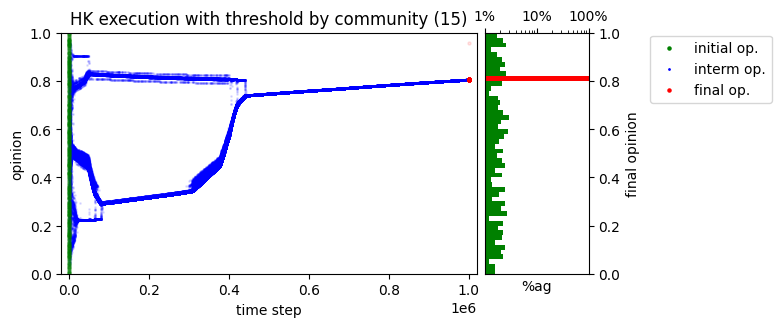 HK execution with threshold by community (15)
1% 10% 100%
1.0
0.8
0.6
0.4
0.2
0.0
opinion
0.0 0.2 0.4 0.6 0.8 1.0
1e6
time step
%ag
1.0
0.8
0.6
0.4
0.2
0.0
final opinion
initial op.
interm op.
final op.